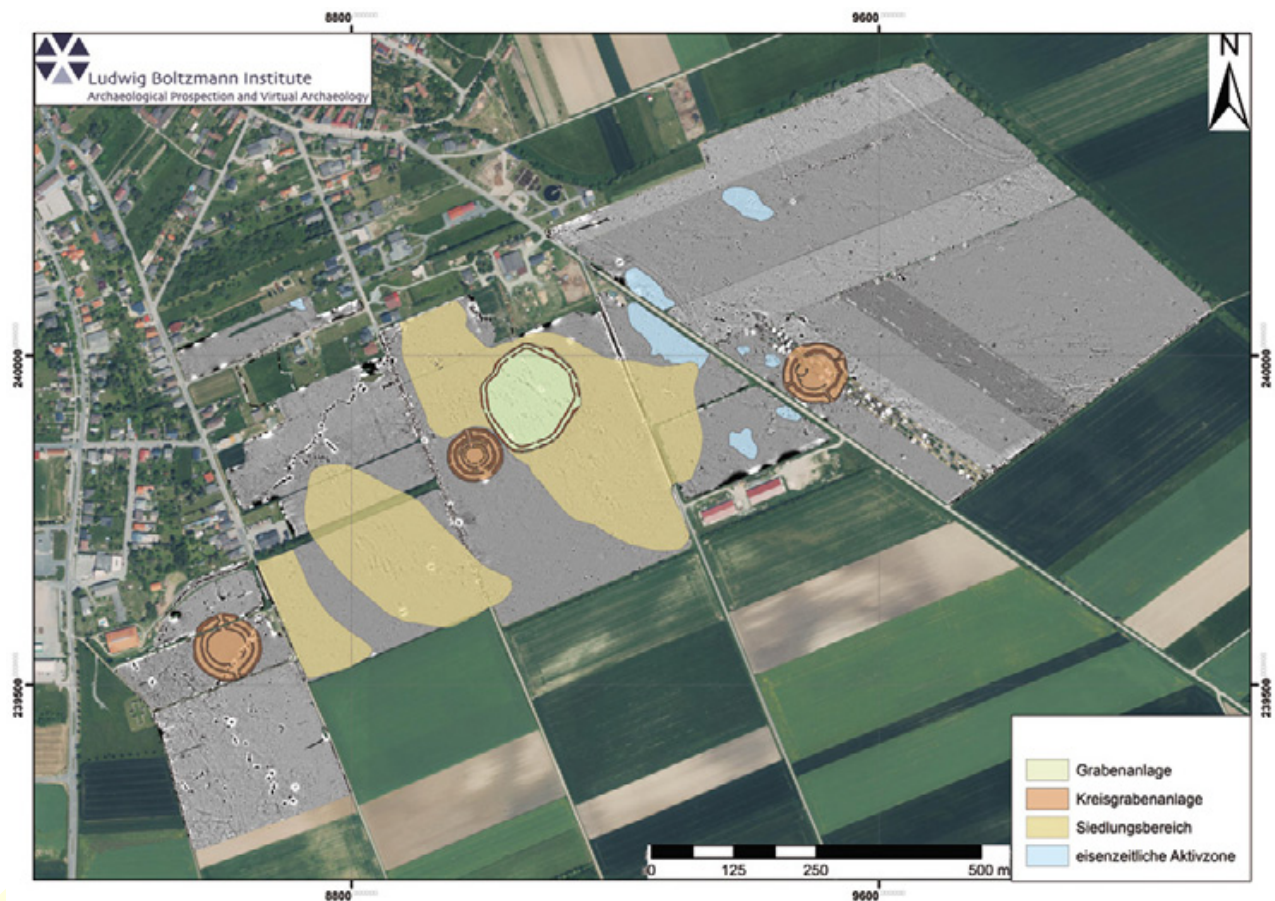 8800
9600
N
Ludwig Boltzmann Institute
Archaeological Prospection and Virtual Archaeology
240000
240000
239500
239500
Grabenanlage
Kreisgrabenanlage
Siedlungsbereich
eisenzeitliche Aktivzone
0 125 250 500 m
8800
9600